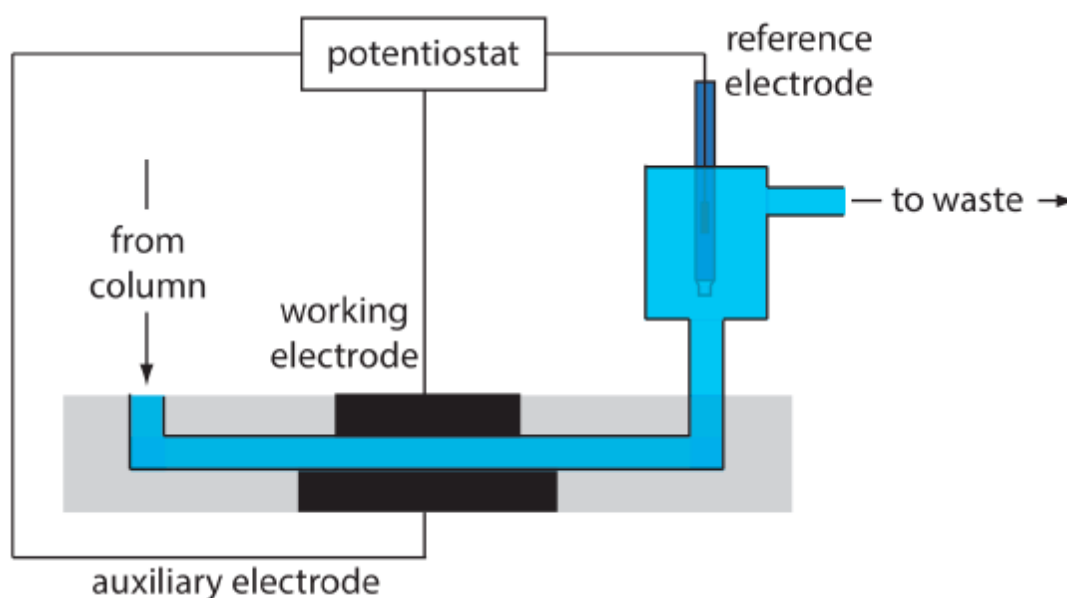 potentiostat
reference
electrode
to waste
from
column
working
electrode
auxiliary electrode